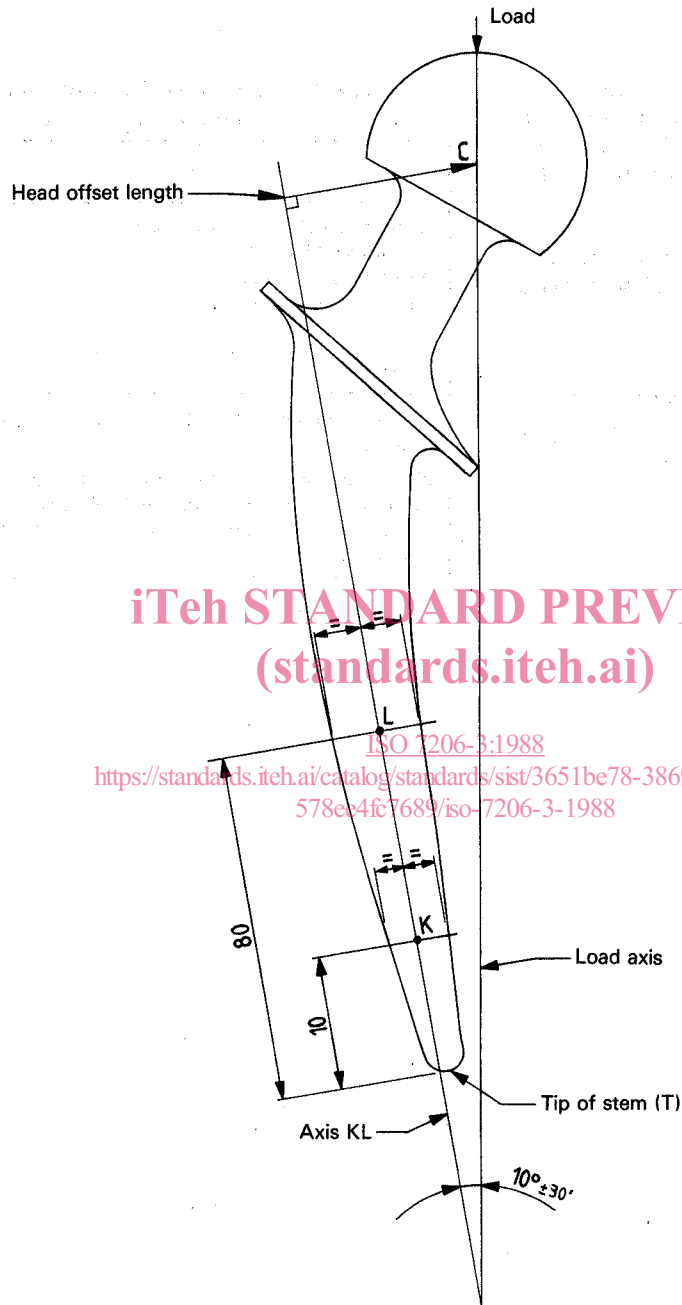 Load
C
Head offset length
=
=
iTeh STANDARD PREV
(standards.iteh.ai)
L
ISO 7206-3:1988
https://standards.iteh.ai/catalog/standards/sist/3651be78-386
578ee4fc7689/iso-7206-3-1988
=
=
K
80
10
Load axis
Tip of stem (T)
Axis KL
10° ±30′